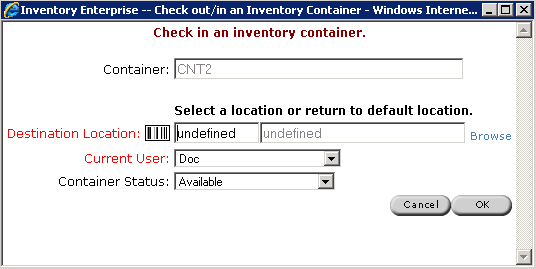 Inventory Enterprise -- Check out/in an Inventory Container - Windows Interne...
Check in an inventory container.
Container: CNT2
Select a location or return to default location.
Destination Location: undefined undefined Browse
Current User: Doc
Container Status: Available
Cancel OK